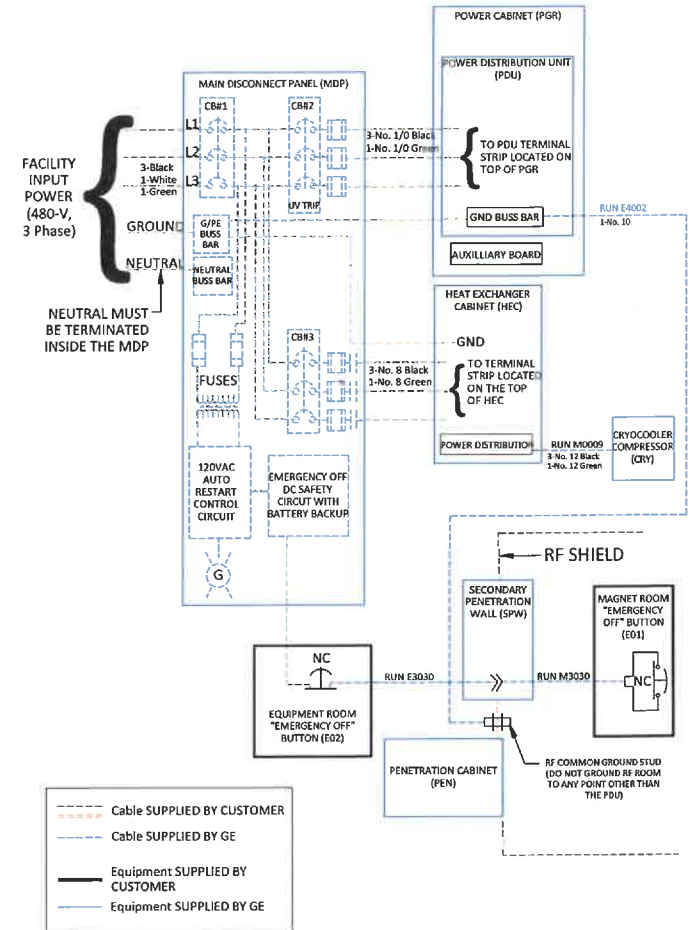 POWER CABINET (PGR)
POWER DISTRIBUTION UNIT
(PDU)
MAIN DISCONNECT PANEL (MDP)
CB#1
CB#2
L1
L2
L3
3-No. 1/0 Black
1-No. 1/0 Green
TO PDU TERMINAL
STRIP LOCATED ON
TOP OF PGR
FACILITY
INPUT
POWER
(480-V,
3 Phase)
3-Black
1-White
1-Green
UV TRIP
GND BUSS BAR
RUN E4002
1-No. 10
GROUND
G/PE
BUSS
BAR
AUXILLIARY BOARD
NEUTRAL
NEUTRAL
BUSS BAR
HEAT EXCHANGER
CABINET (HEC)
NEUTRAL MUST
BE TERMINATED
INSIDE THE MDP
CB#3
GND
FUSES
3-No. 8 Black
1-No. 8 Green
TO TERMINAL
STRIP LOCATED
ON THE TOP
OF HEC
POWER DISTRIBUTION
RUN M0009
3-No. 12 Black
1-No. 12 Green
CRYOCOOLER
COMPRESSOR
(CRY)
120VAC
AUTO
RESTART
CONTROL
CIRCUIT
EMERGENCY OFF
DC SAFETY
CIRCUT WITH
BATTERY BACKUP
G
RF SHIELD
SECONDARY
PENETRATION
WALL (SPW)
MAGNET ROOM
"EMERGENCY
OFF" BUTTON
(E01)
NC
NC
RUN E3030
RUN M3030
EQUIPMENT ROOM
"EMERGENCY OFF"
BUTTON (E02)
PENETRATION CABINET
(PEN)
RF COMMON GROUND STUD
(DO NOT GROUND RF ROOM
TO ANY POINT OTHER THAN
THE PDU)
Cable SUPPLIED BY CUSTOMER
Cable SUPPLIED BY GE
Equipment SUPPLIED BY
CUSTOMER
Equipment SUPPLIED BY GE